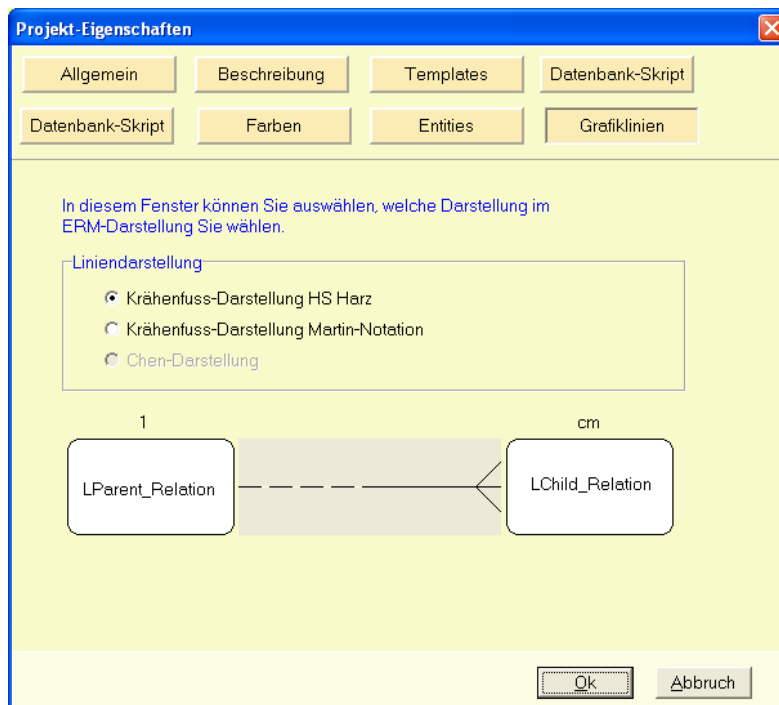 Projekt-Eigenschaften
Allgemein Beschreibung Templates Datenbank-Skript
Datenbank-Skript Farben Entities Grafiklinien
In diesem Fenster können Sie auswählen, welche Darstellung im
ERM-Darstellung Sie wählen.
Liniendarstellung
Krähenfuss-Darstellung HS Harz
Krähenfuss-Darstellung Martin-Notation
Chen-Darstellung
1 cm
LParent_Relation LChild_Relation
Ok Abbruch